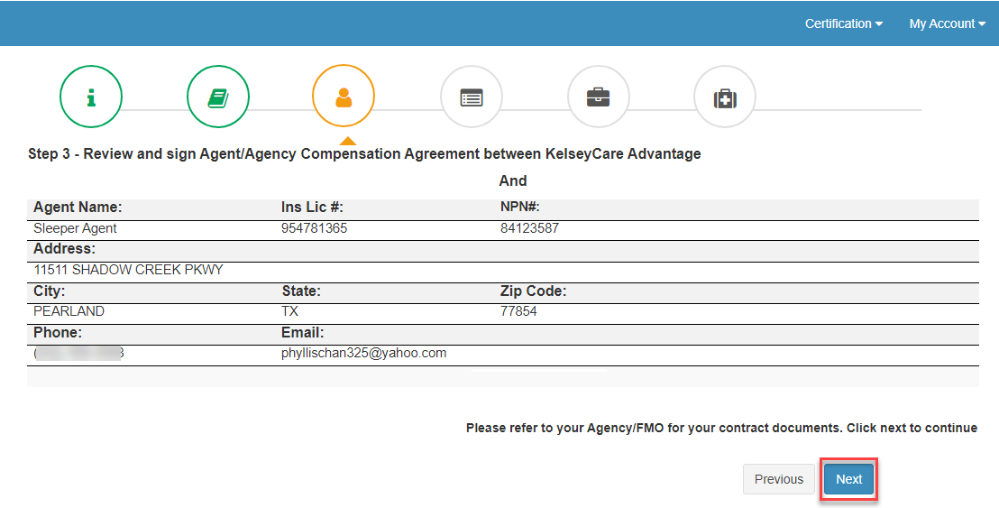 Certification My Account
Step 3 - Review and sign Agent/Agency Compensation Agreement between KelseyCare Advantage
And
Agent Name: Ins Lic #: NPN#:
Sleeper Agent 954781365 84123587
Address:
11511 SHADOW CREEK PKWY
City: State: Zip Code:
PEARLAND TX 77854
Phone: Email:
phyllischan325@yahoo.com
Please refer to your Agency/FMO for your contract documents. Click next to continue
Previous Next